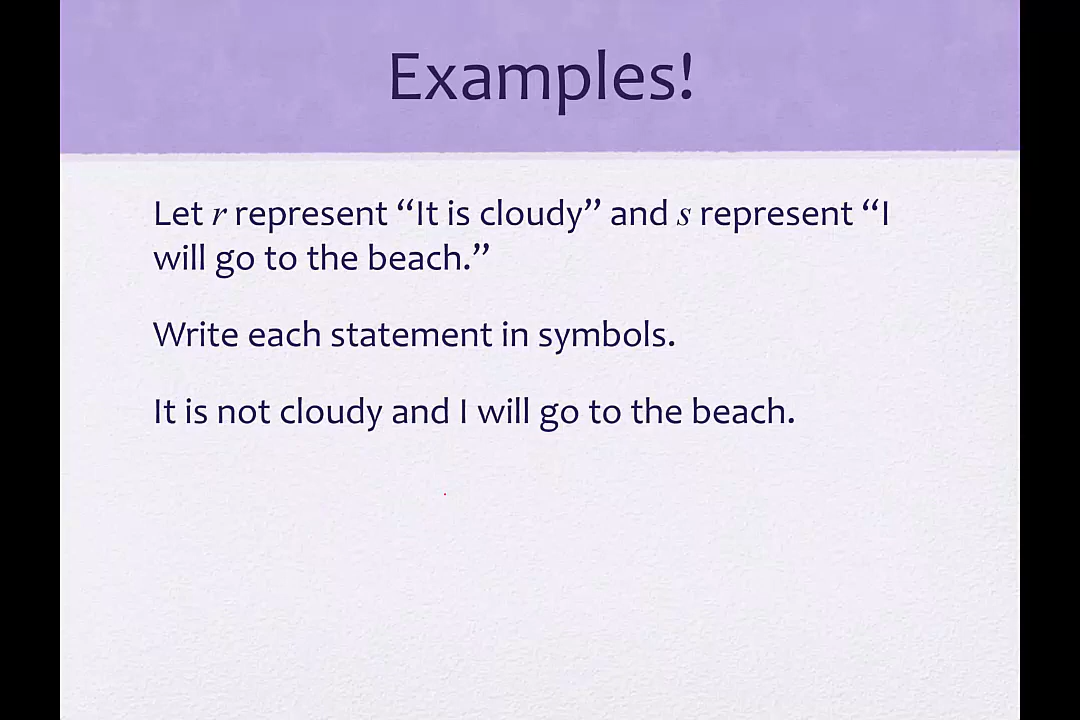 Examples!
Let r represent “It is cloudy” and s represent “I
will go to the beach.”
Write each statement in symbols.
It is not cloudy and I will go to the beach.